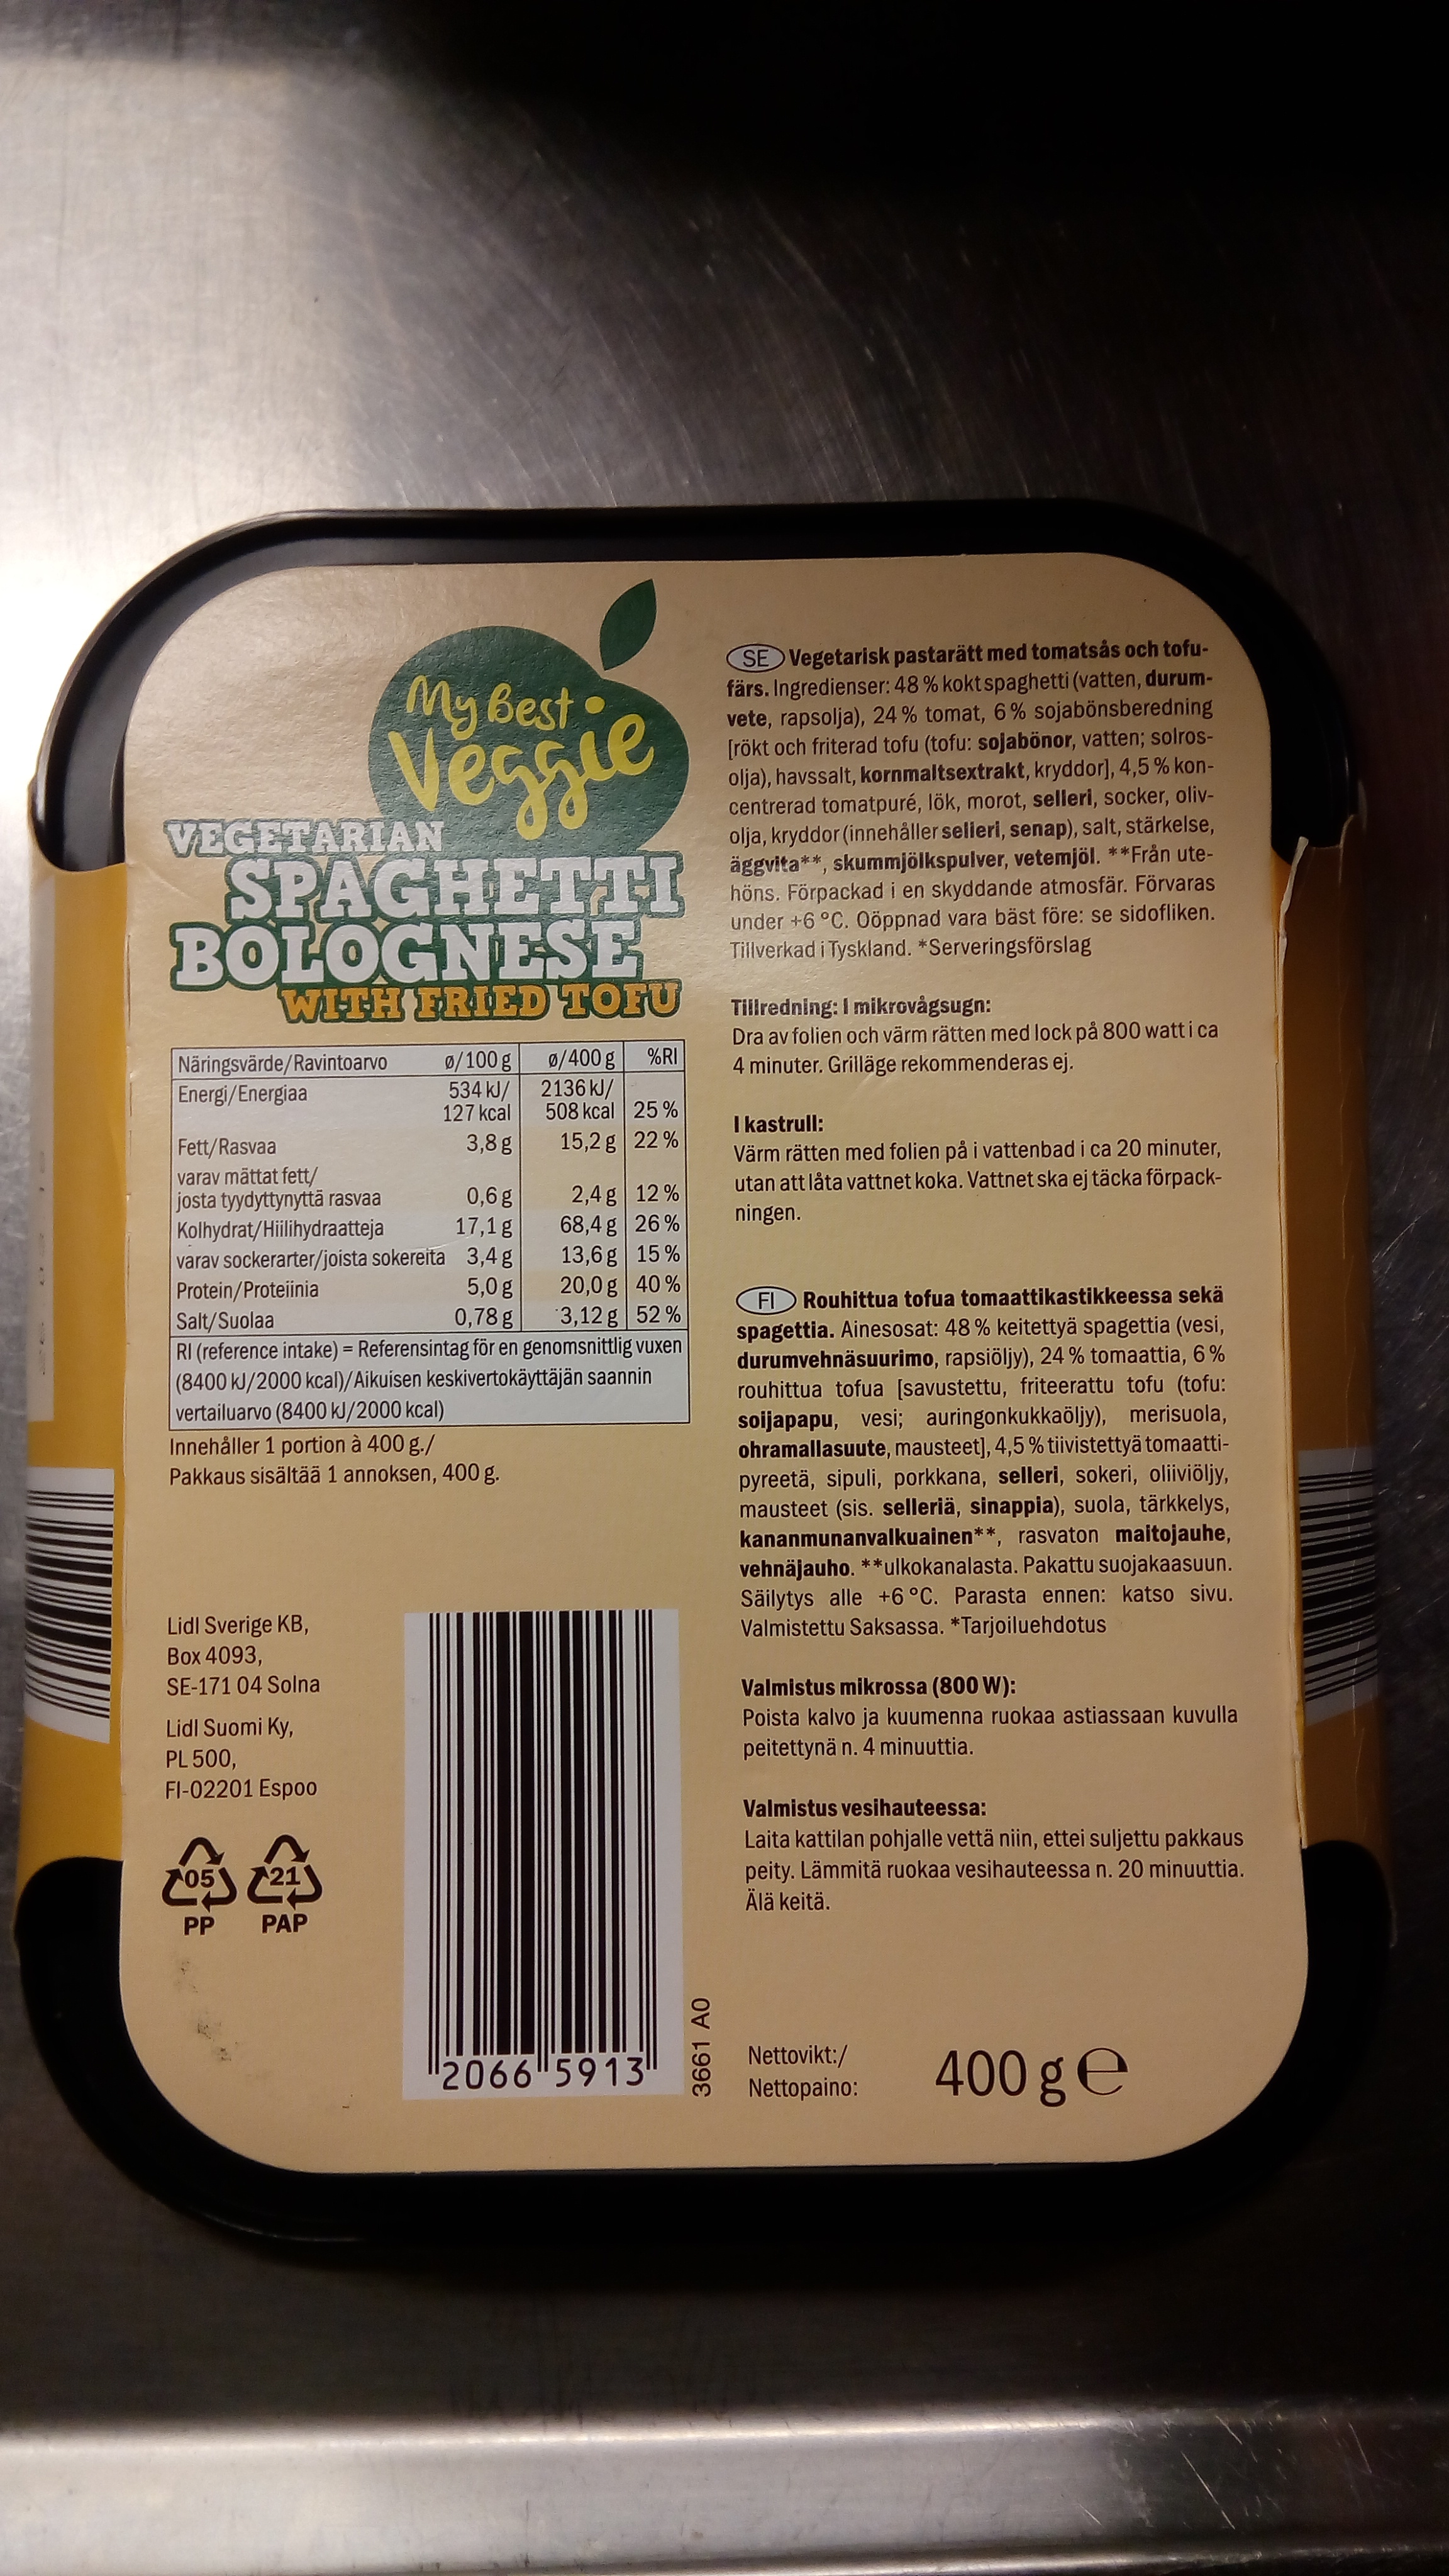 My Best
Veggie
VEGETARIAN
SPAGHETTI
BOLOGNESE
WITH FRIED TOFU
Näringsvärde/Ravintoarvo ø/100 g ø/400 g %RI
Energi/Energiaa 534 kJ/ 2136 kJ/
127 kcal 508 kcal 25 %
Fett/Rasvaa 3,8 g 15,2 g 22 %
varav mättat fett/
josta tyydyttynyttä rasvaa 0,6 g 2,4 g 12 %
Kolhydrat/Hiilihydraatteja 17,1 g 68,4 g 26 %
varav sockerarter/joista sokereita 3,4 g 13,6 g 15 %
Protein/Proteiinia 5,0 g 20,0 g 40 %
Salt/Suolaa 0,78 g 3,12 g 52 %
RI (reference intake) = Referensintag för en genomsnittlig vuxen
(8400 kJ/2000 kcal)/Aikuisen keskivertokäyttäjän saannin
vertailuarvo (8400 kJ/2000 kcal)
Innehåller 1 portion à 400 g./
Pakkaus sisältää 1 annoksen, 400 g.
Lidl Sverige KB,
Box 4093,
SE-171 04 Solna
Lidl Suomi Ky,
PL 500,
FI-02201 Espoo
05 21
PP PAP
2066 5913
3661 A0
SE Vegetarisk pastarätt med tomatsås och tofu-
färs. Ingredienser: 48 % kokt spaghetti (vatten, durum-
vete, rapsolja), 24 % tomat, 6 % sojabönsberedning
[rökt och friterad tofu (tofu: sojabönor, vatten; solros-
olja), havssalt, kornmaltsextrakt, kryddor], 4,5 % kon-
centrerad tomatpuré, lök, morot, selleri, socker, oliv-
olja, kryddor (innehåller selleri, senap), salt, stärkelse,
äggvita**, skummjölkspulver, vetemjöl. **Från ute-
höns. Förpackad i en skyddande atmosfär. Förvaras
under +6 °C. Oöppnad vara bäst före: se sidofliken.
Tillverkad i Tyskland. *Serveringsförslag
Tillredning: I mikrovågsugn:
Dra av folien och värm rätten med lock på 800 watt i ca
4 minuter. Grilläge rekommenderas ej.
I kastrull:
Värm rätten med folien på i vattenbad i ca 20 minuter,
utan att låta vattnet koka. Vattnet ska ej täcka förpack-
ningen.
FI Rouhittua tofua tomaattikastikkeessa sekä
spagettia. Ainesosat: 48 % keitettyä spagettia (vesi,
durumvehnäsuurimo, rapsiöljy), 24 % tomaattia, 6 %
rouhittua tofua [savustettu, friteerattu tofu (tofu:
soijapapu, vesi; auringonkukkaöljy), merisuola,
ohramallasuute, mausteet], 4,5 % tiivistettyä tomaatti-
pyreetä, sipuli, porkkana, selleri, sokeri, oliiviöljy,
mausteet (sis. selleriä, sinappia), suola, tärkkelys,
kananmunanvalkuainen**, rasvaton maitojauhe,
vehnäjauho. **ulkokanalasta. Pakattu suojakaasuun.
Säilytys alle +6 °C. Parasta ennen: katso sivu.
Valmistettu Saksassa. *Tarjoiluehdotus
Valmistus mikrossa (800 W):
Poista kalvo ja kuumenna ruokaa astiassaan kuvulla
peitettynä n. 4 minuuttia.
Valmistus vesihauteessa:
Laita kattilan pohjalle vettä niin, ettei suljettu pakkaus
peity. Lämmitä ruokaa vesihauteessa n. 20 minuuttia.
Älä keitä.
Nettovikt:/
Nettopaino: 400 g e